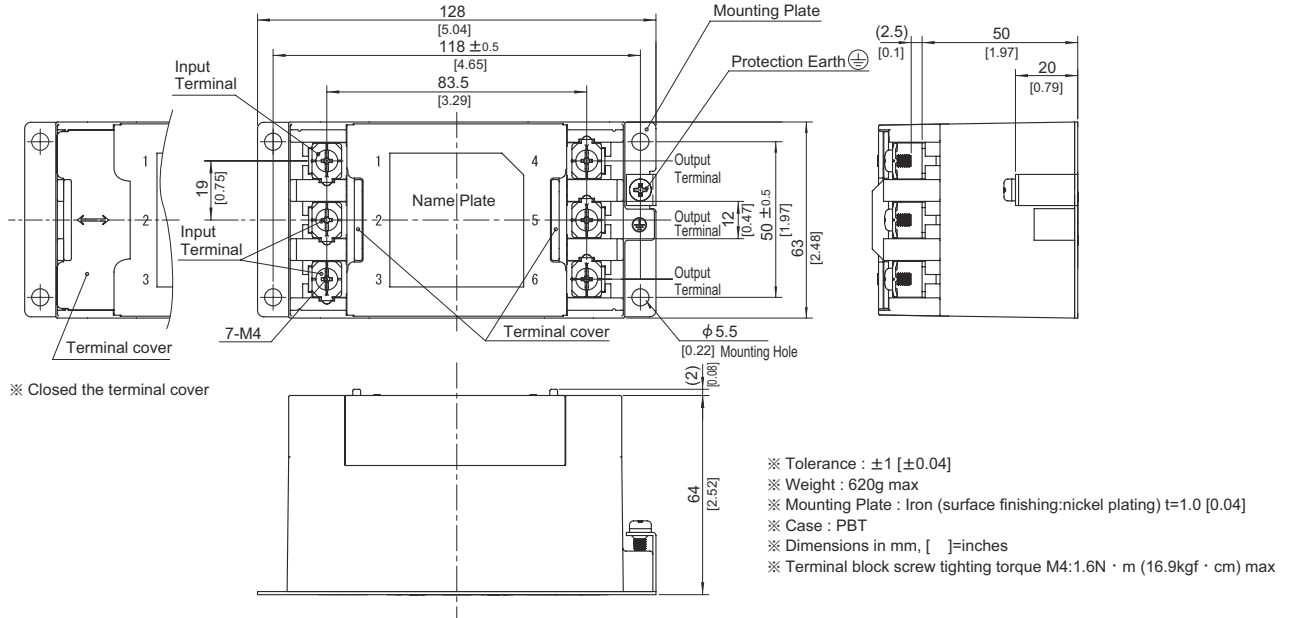 128
[5.04]
118 ±0.5
[4.65]
83.5
[3.29]
Mounting Plate
Protection Earth
(2.5)
[0.1]
50
[1.97]
20
[0.79]
Input
Terminal
1
2
3
19
[0.75]
Input
Terminal
1
2
3
Name Plate
4
5
6
Output
Terminal
Output
Terminal
Output
Terminal
12
[0.47]
50 ±0.5
[1.97]
63
[2.48]
7-M4
Terminal cover
Terminal cover
φ5.5
[0.22] Mounting Hole
※ Closed the terminal cover
(2)
[0.08]
64
[2.52]
※ Tolerance : ±1 [±0.04]
※ Weight : 620g max
※ Mounting Plate : Iron (surface finishing:nickel plating) t=1.0 [0.04]
※ Case : PBT
※ Dimensions in mm, [ ]=inches
※ Terminal block screw tighting torque M4:1.6N・m (16.9kgf・cm) max